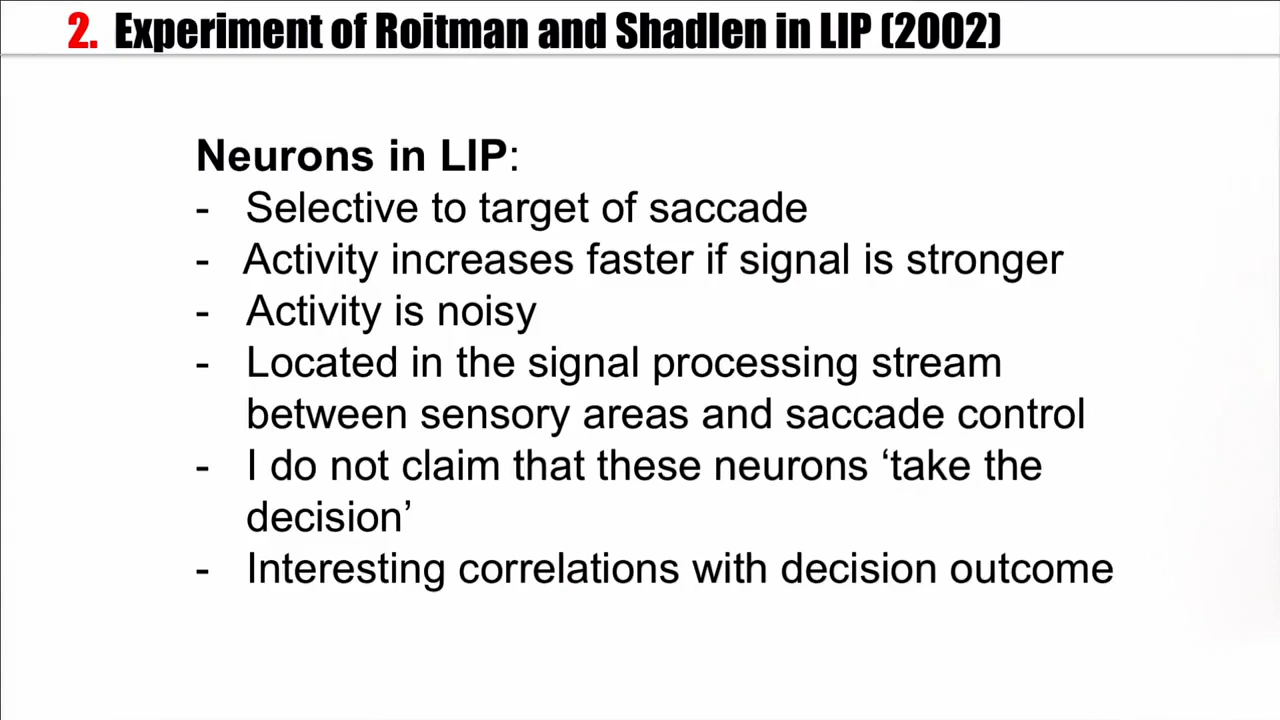 2. Experiment of Roitman and Shadlen in LIP (2002)
Neurons in LIP:
- Selective to target of saccade
- Activity increases faster if signal is stronger
- Activity is noisy
- Located in the signal processing stream
between sensory areas and saccade control
- I do not claim that these neurons ‘take the
decision’
- Interesting correlations with decision outcome